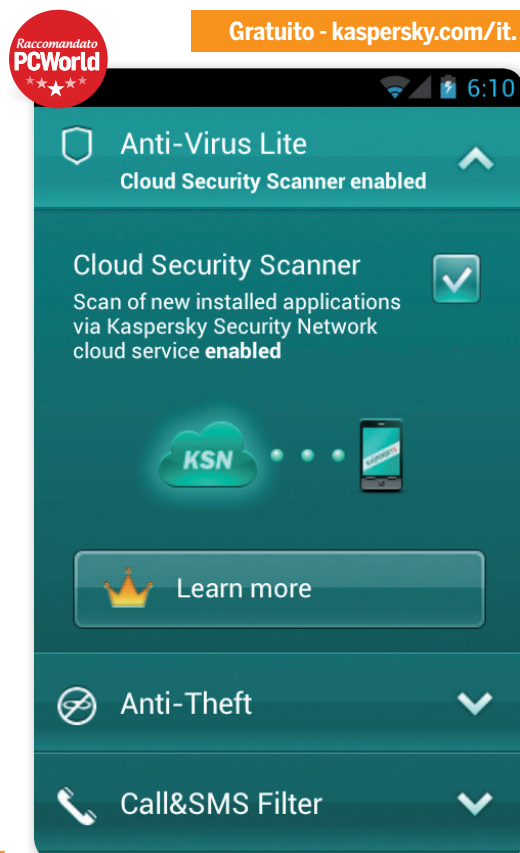 Raccomandato
PCWorld
Gratuito - kaspersky.com/it.
6:10
Anti-Virus Lite
Cloud Security Scanner enabled
Cloud Security Scanner
Scan of new installed applications
via Kaspersky Security Network
cloud service enabled
KSN
KASPERSKY
Learn more
Anti-Theft
Call&SMS Filter